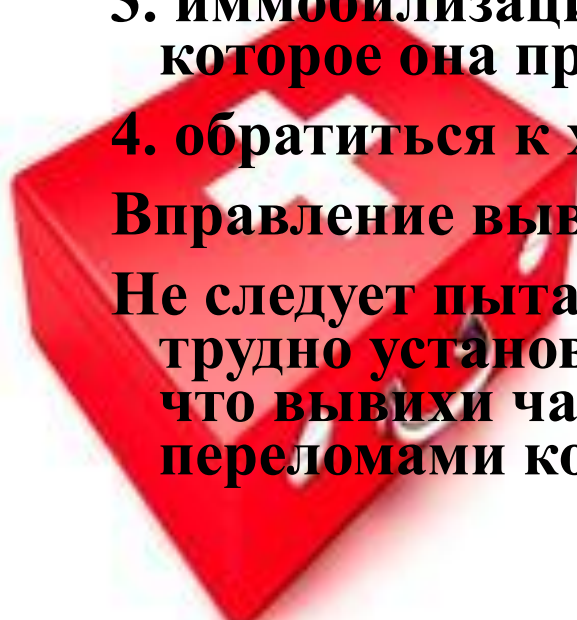 3. иммобилизаци
которое она пр
4. обратиться к х
Вправление выв
Не следует пыта
трудно установ
что вывихи ча
переломами ко